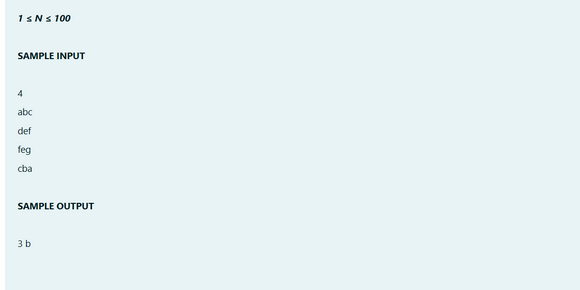 1 ≤ N ≤ 100
SAMPLE INPUT
4
abc
def
feg
cba
SAMPLE OUTPUT
3 b